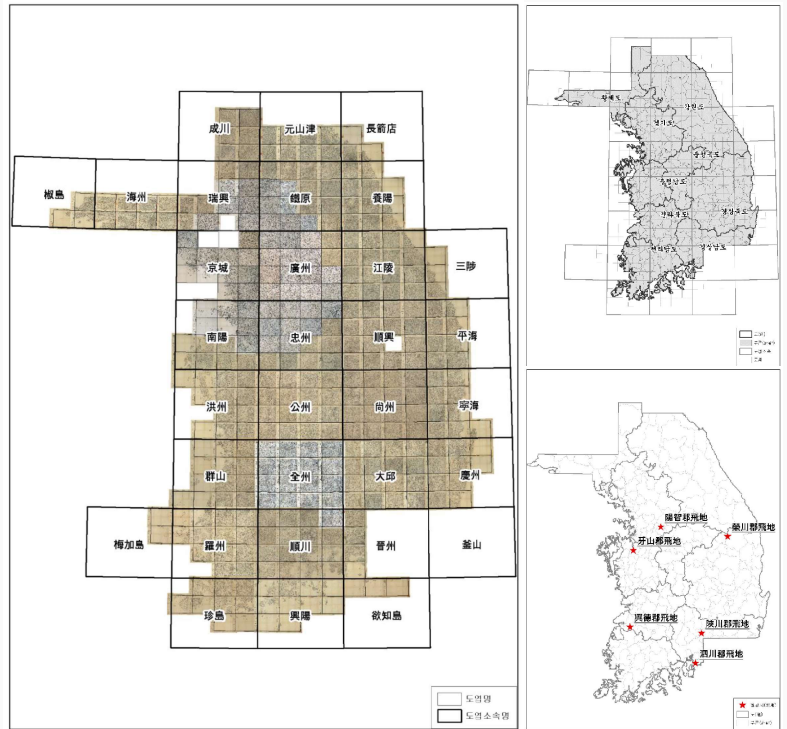 成川 元山津 長箭店
椒島 海州 瑞興 鐵原 養陽
京城 廣州 江陵 三陟
南陽 忠州 順興 平海
洪州 公州 尙州 寧海
群山 全州 大邱 慶州
梅加島 羅州 順川 晉州 釜山
珍島 興陽 欲知島
도엽명
도엽소속명
황해도
강원도
경기도
충청북도
충청남도
경상북도
전라북도
경상남도
陽智郡飛地
榮川郡飛地
牙山郡飛地
興德郡飛地
陜川郡飛地
泗川郡飛地